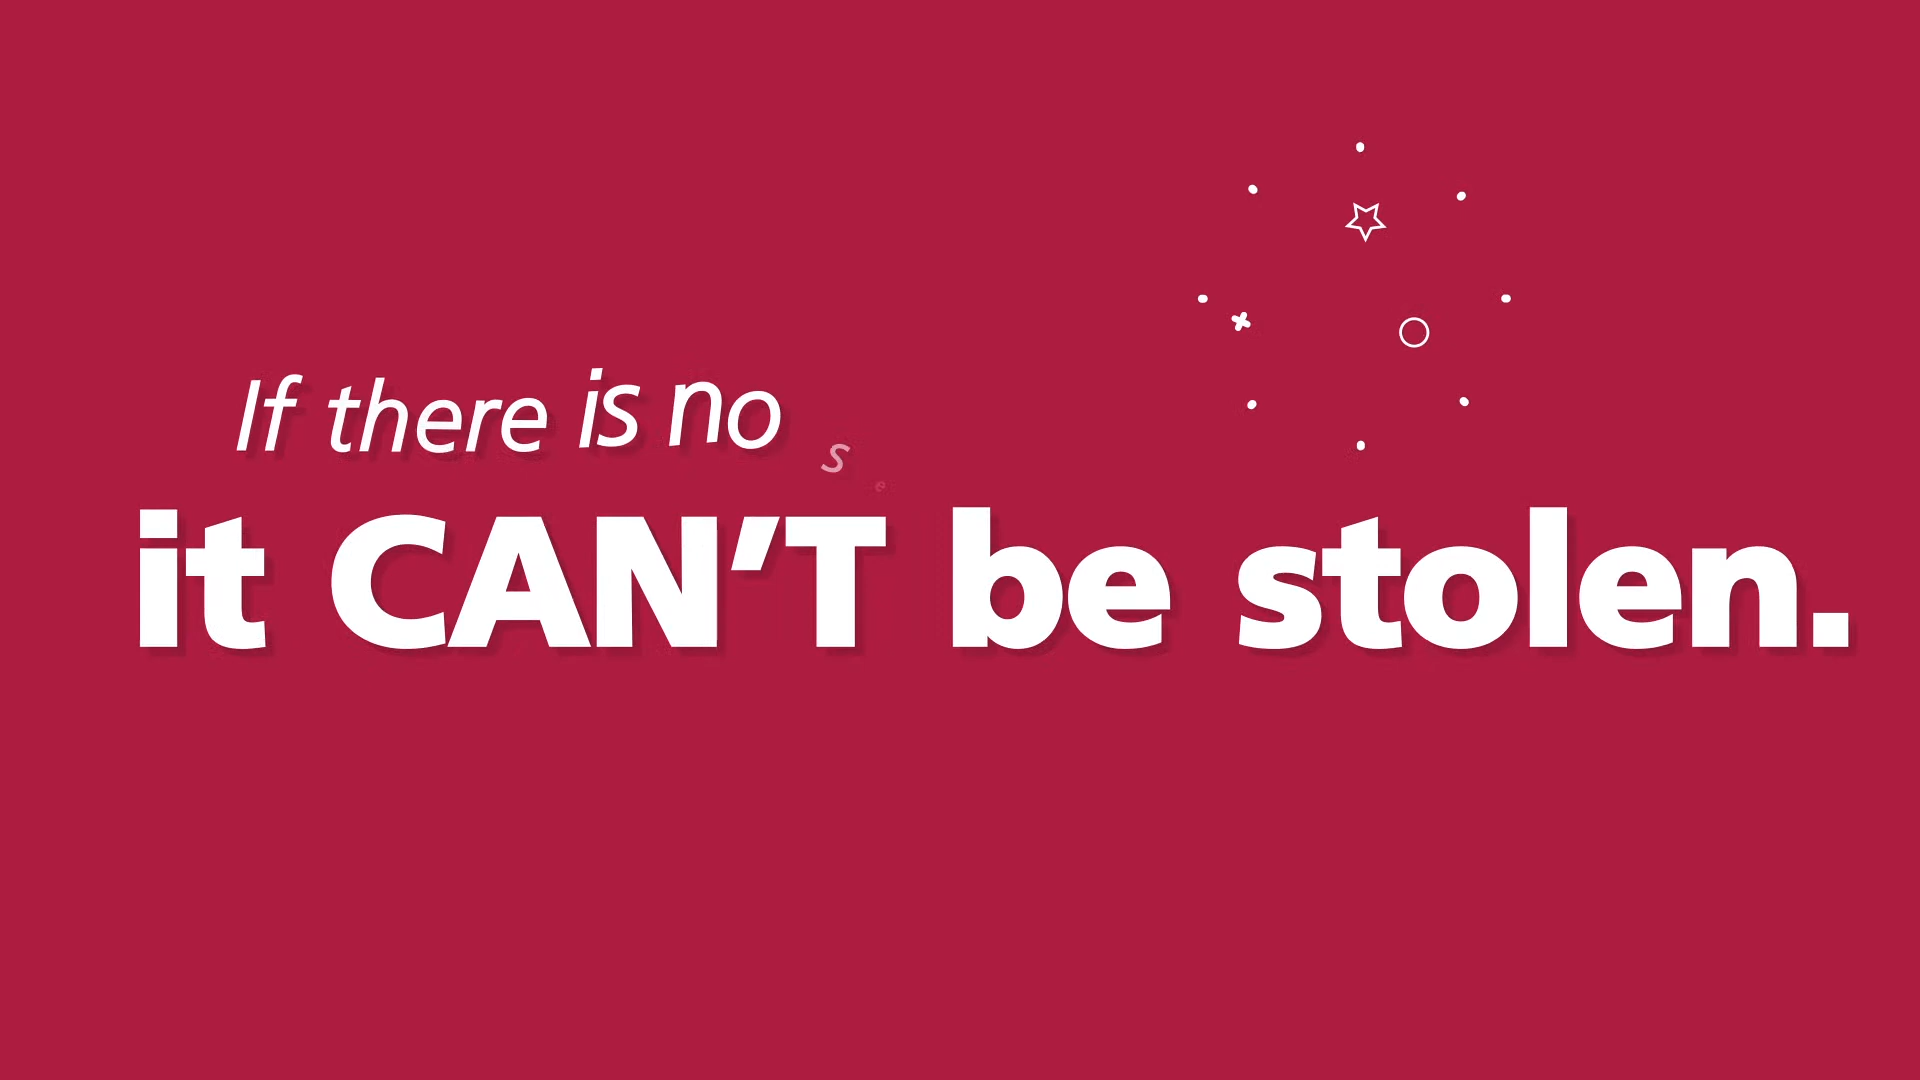 If there is no
it CAN’T be stolen.